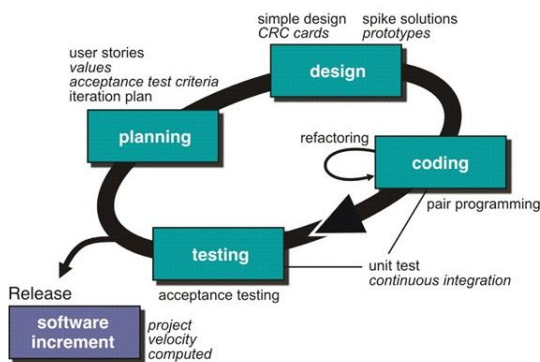 simple design
CRC cards
spike solutions
prototypes
user stories
values
acceptance test criteria
iteration plan
design
planning
refactoring
coding
pair programming
testing
acceptance testing
unit test
continuous integration
Release
software
increment
project
velocity
computed